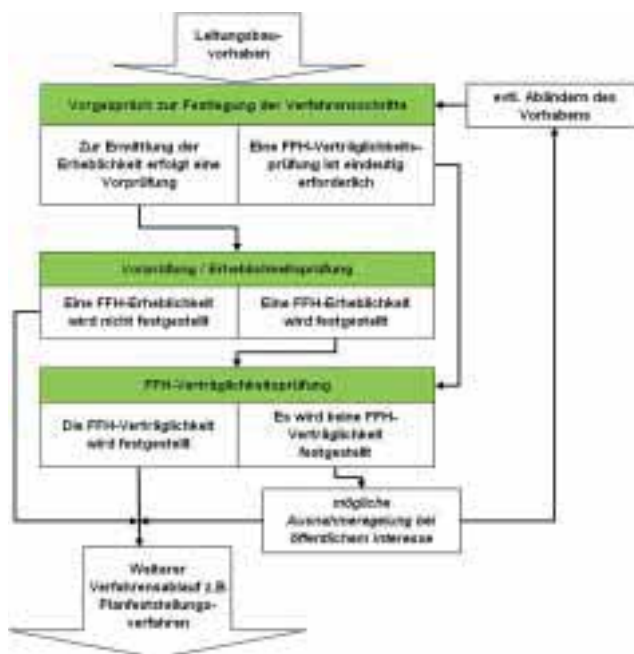 Leitungsbau-
vorhaben
Vorgespräch zur Festlegung der Verfahrensschritte
evtl. Abändern des
Vorhabens
Zur Ermittlung der
Erheblichkeit erfolgt eine
Vorprüfung
Eine FFH-Verträglichkeits-
prüfung ist eindeutig
erforderlich
Vorprüfung / Erheblichkeitsprüfung
Eine FFH-Erheblichkeit
wird nicht festgestellt
Eine FFH-Erheblichkeit
wird festgestellt
FFH-Verträglichkeitsprüfung
Die FFH-Verträglichkeit
wird festgestellt
Es wird keine FFH-
Verträglichkeit
festgestellt
mögliche
Ausnahmeregelung bei
öffentlichem Interesse
Weiterer
Verfahrensablauf z.B.
Planfeststellungs-
verfahren